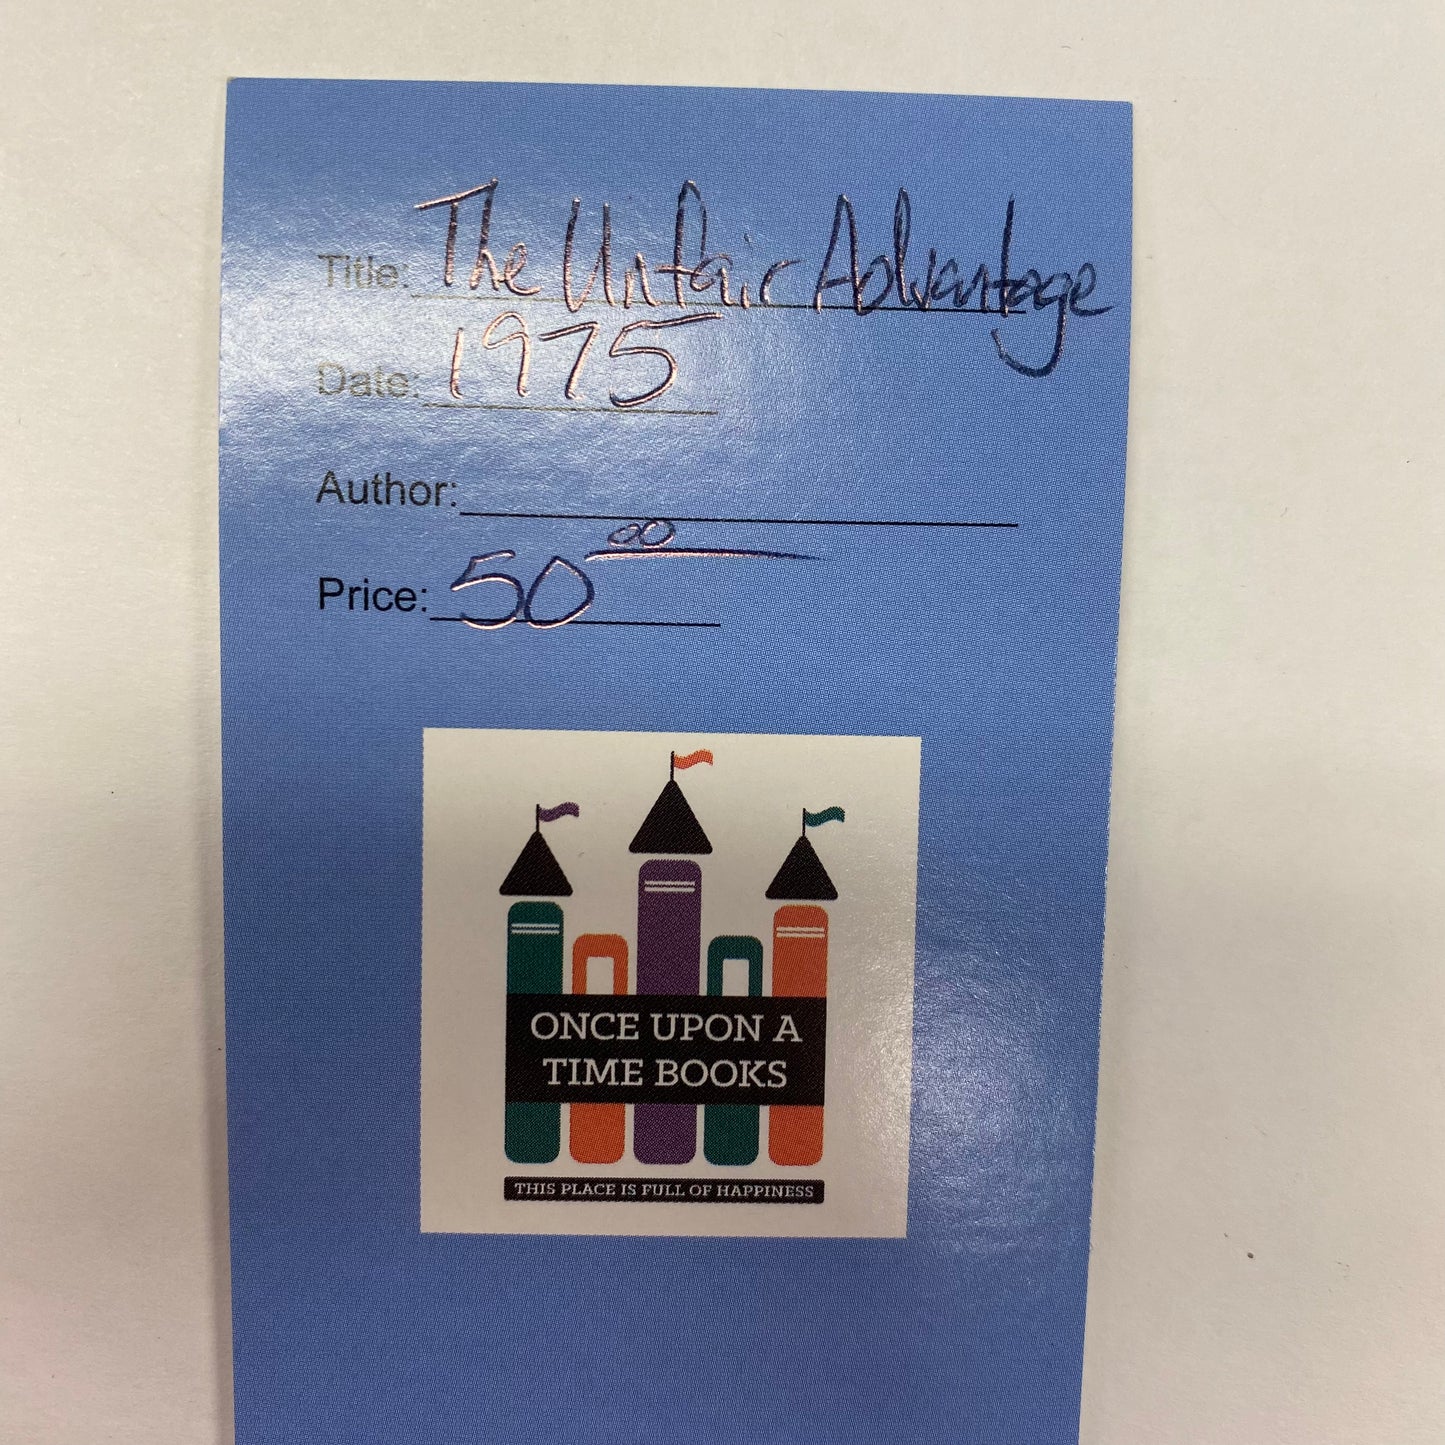 Title: The Unfair Advantage
Date: 1975
Author:
Price: 50 00
ONCE UPON A
TIME BOOKS
THIS PLACE IS FULL OF HAPPINESS